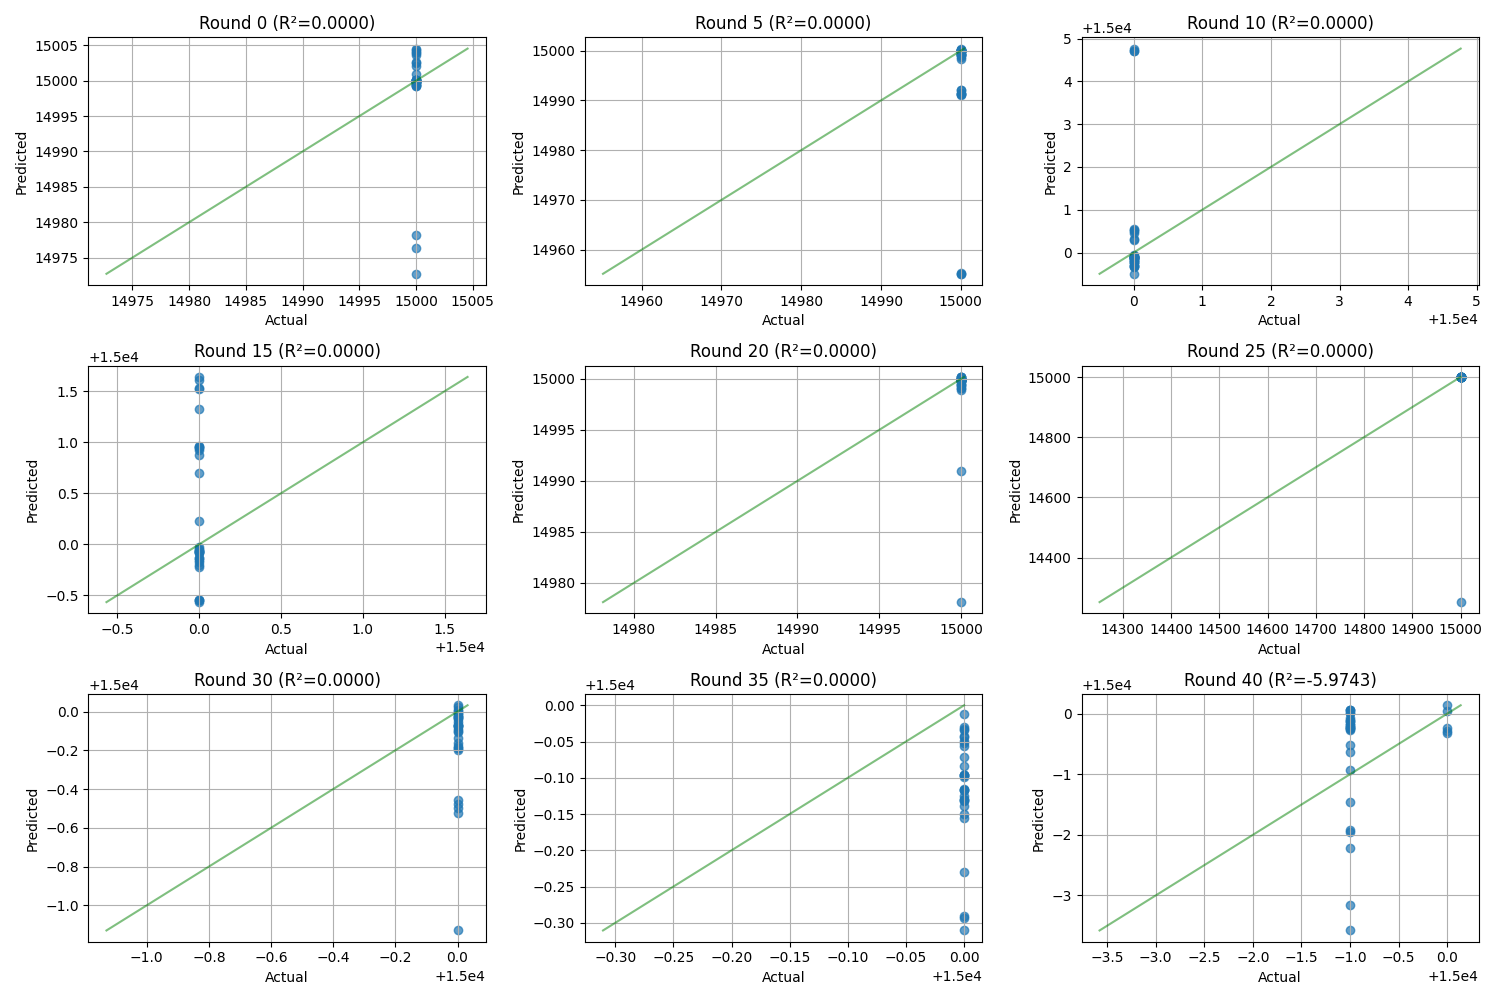 Round 0 (R²=0.0000)
15005
15000
14995
14990
14985
14980
14975
Predicted
14975 14980 14985 14990 14995 15000 15005
Actual
Round 5 (R²=0.0000)
15000
14990
14980
14970
14960
Predicted
14960 14970 14980 14990 15000
Actual
Round 10 (R²=0.0000)
+1.5e4
5
4
3
2
1
0
Predicted
0 1 2 3 4 5
Actual
+1.5e4
Round 15 (R²=0.0000)
+1.5e4
1.5
1.0
0.5
0.0
−0.5
Predicted
−0.5 0.0 0.5 1.0 1.5
Actual
+1.5e4
Round 20 (R²=0.0000)
15000
14995
14990
14985
14980
Predicted
14980 14985 14990 14995 15000
Actual
Round 25 (R²=0.0000)
15000
14800
14600
14400
Predicted
14300 14400 14500 14600 14700 14800 14900 15000
Actual
Round 30 (R²=0.0000)
+1.5e4
0.0
−0.2
−0.4
−0.6
−0.8
−1.0
Predicted
−1.0 −0.8 −0.6 −0.4 −0.2 0.0
Actual
+1.5e4
Round 35 (R²=0.0000)
+1.5e4
0.00
−0.05
−0.10
−0.15
−0.20
−0.25
−0.30
Predicted
−0.30 −0.25 −0.20 −0.15 −0.10 −0.05 0.00
Actual
+1.5e4
Round 40 (R²=-5.9743)
+1.5e4
0
−1
−2
−3
Predicted
−3.5 −3.0 −2.5 −2.0 −1.5 −1.0 −0.5 0.0
Actual
+1.5e4